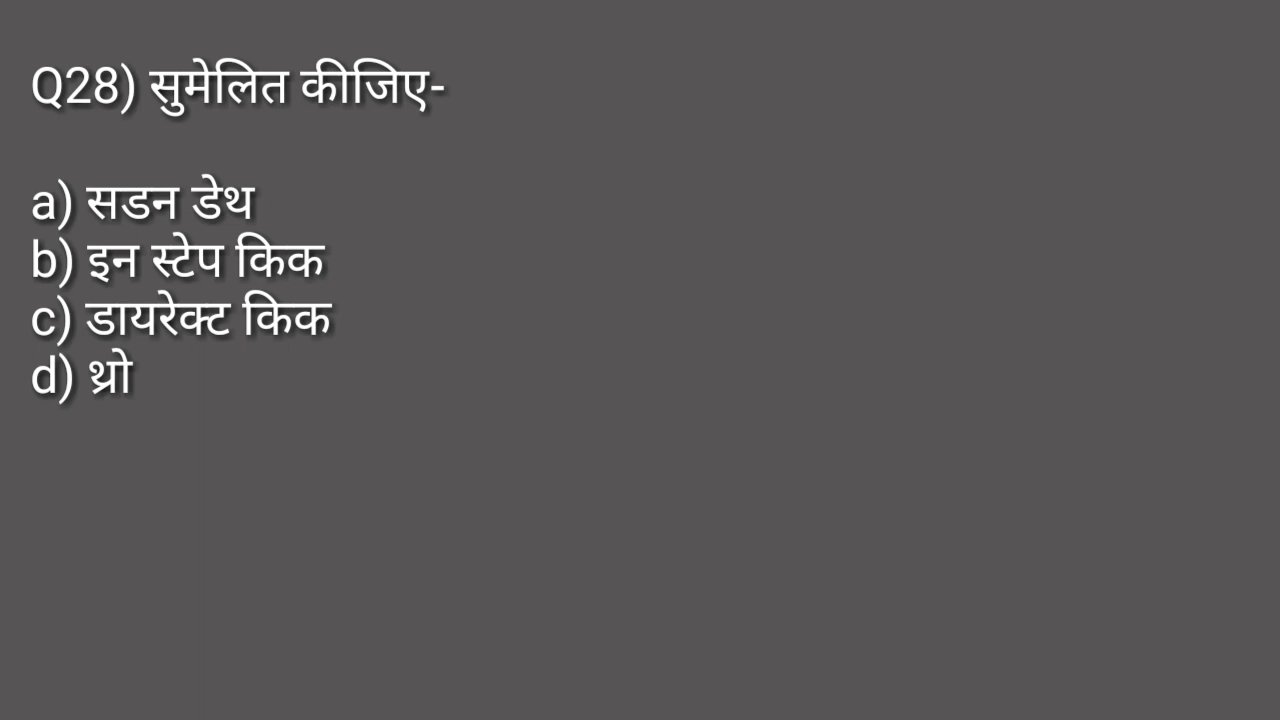 Q28) सुमेलित कीजिए-
a) सडन डेथ
b) इन स्टेप किक
c) डायरेक्ट किक
d) थ्रो